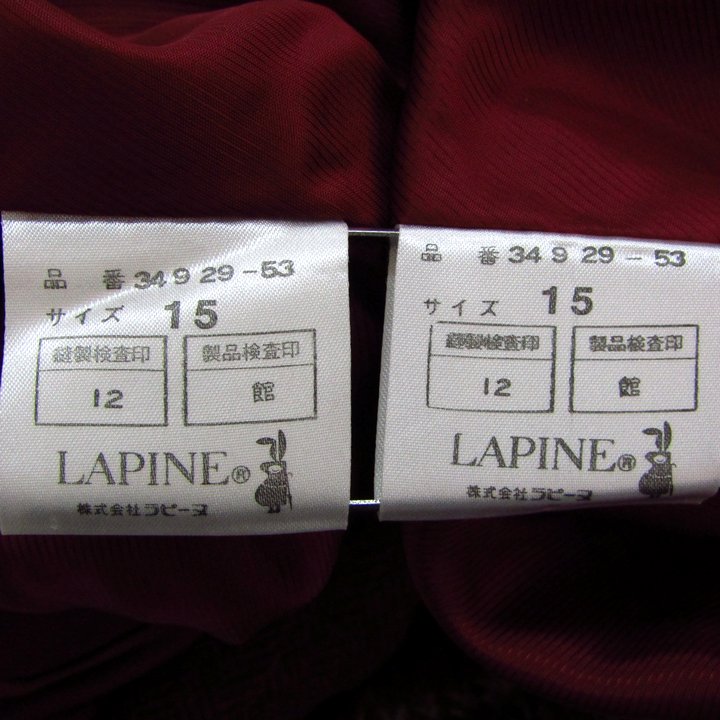 品 番 34 9 29-53
サイズ 15
縫製検査印 製品検査印
12 館
LAPINE®
株式会社ラピーヌ
品 番 34 9 29-53
サイズ 15
縫製検査印 製品検査印
12 館
LAPINE®
株式会社ラピーヌ